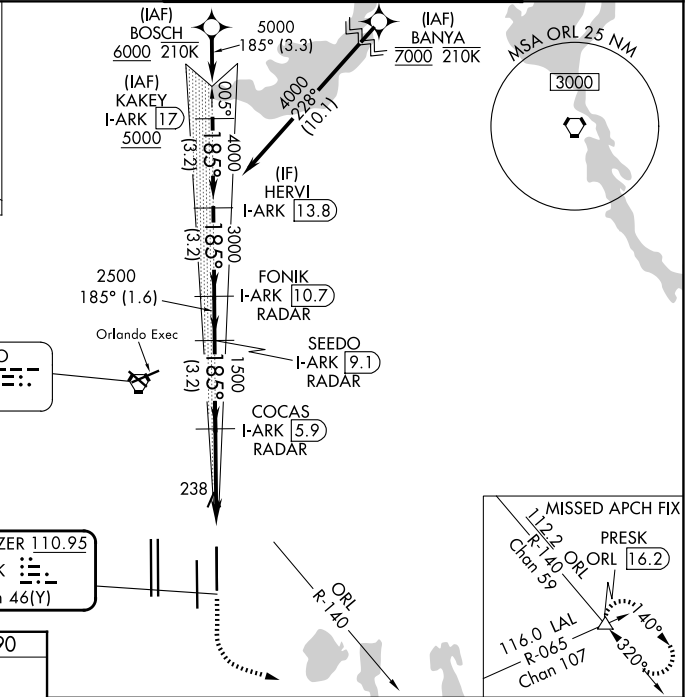 (IAF)
BOSCH
6000 210K
5000
185° (3.3)
(IAF)
BANYA
7000 210K
4000
228°
(10.1)
MSA ORL 25 NM
3000
(IAF)
KAKEY
I-ARK 17
5000
005°
4000
185°
(3.2)
(IF)
HERVI
I-ARK 13.8
3000
185°
(3.2)
2500
185° (1.6)
FONIK
I-ARK 10.7
RADAR
Orlando Exec
SEEDO
I-ARK 9.1
RADAR
1500
185°
(3.2)
COCAS
I-ARK 5.9
RADAR
238
O
ZER 110.95
K
46(Y)
90
ORL
R-140
MISSED APCH FIX
112.2 ORL
R-140
Chan 59
PRESK
ORL 16.2
116.0 LAL
R-065
Chan 107
140°
320°